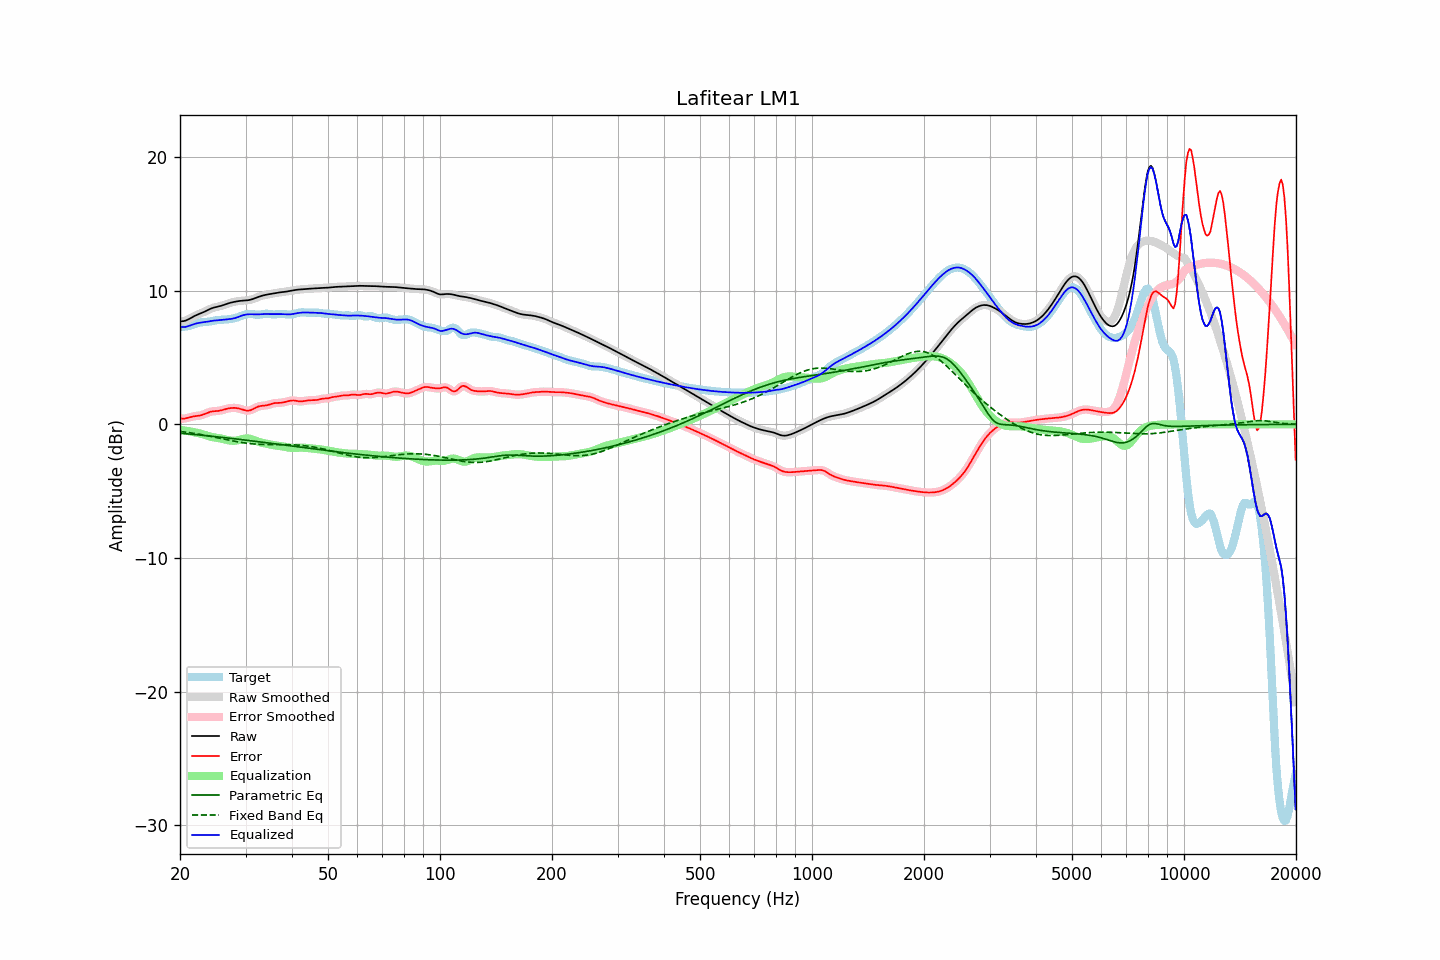 Lafitear LM1
Amplitude (dBr)
20
10
0
−10
−20
−30
Target
Raw Smoothed
Error Smoothed
Raw
Error
Equalization
Parametric Eq
Fixed Band Eq
Equalized
20 50 100 200 500 1000 2000 5000 10000 20000
Frequency (Hz)